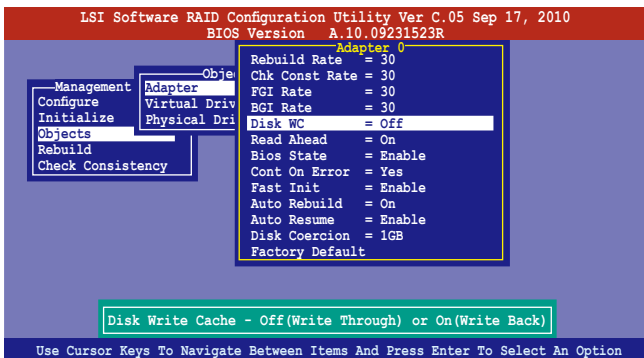 LSI Software RAID Configuration Utility Ver C.05 Sep 17, 2010
BIOS Version A.10.09231523R
Management
Configure
Initialize
Objects
Rebuild
Check Consistency
Obje
Adapter
Virtual Driv
Physical Dri
Adapter 0
Rebuild Rate = 30
Chk Const Rate = 30
FGI Rate = 30
BGI Rate = 30
Disk WC = Off
Read Ahead = On
Bios State = Enable
Cont On Error = Yes
Fast Init = Enable
Auto Rebuild = On
Auto Resume = Enable
Disk Coercion = 1GB
Factory Default
Disk Write Cache - Off(Write Through) or On(Write Back)
Use Cursor Keys To Navigate Between Items And Press Enter To Select An Option